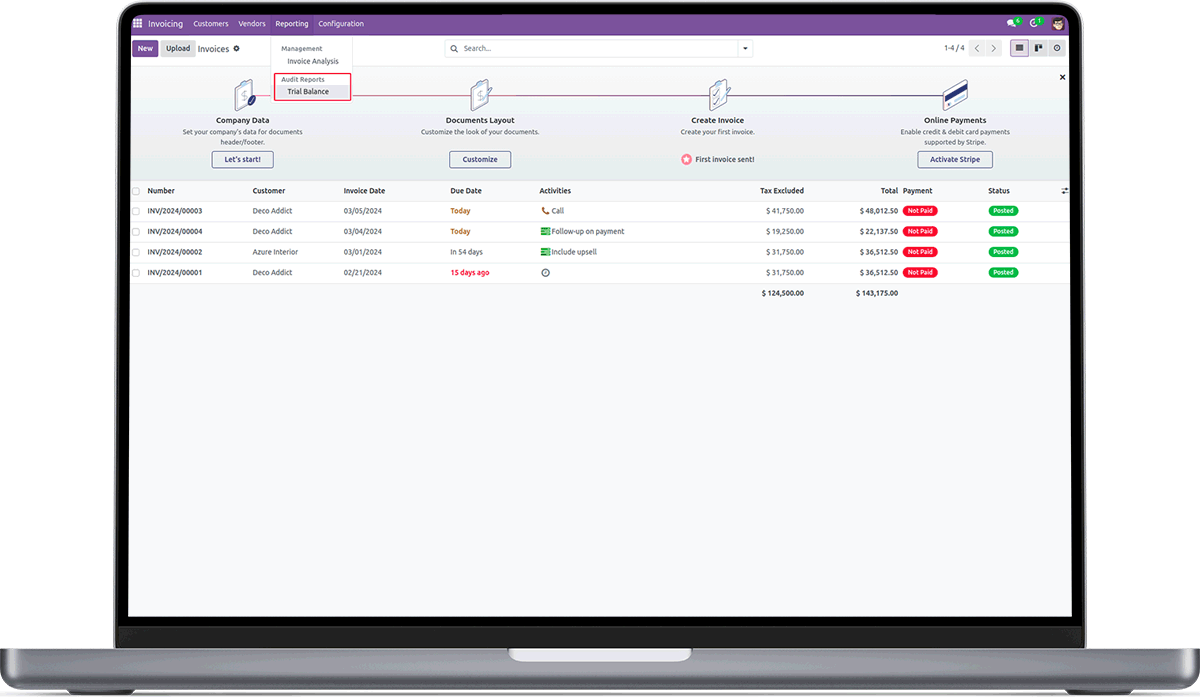 Invoicing Customers Vendors Reporting Configuration 6 1
New Upload Invoices Search... 1-4 / 4
Management
Invoice Analysis
Audit Reports
Trial Balance
Company Data Documents Layout Create Invoice Online Payments
Set your company's data for documents Customize the look of your documents. Create your first invoice. Enable credit & debit card payments
header/footer. supported by Stripe.
Let's start! Customize First invoice sent! Activate Stripe
Number Customer Invoice Date Due Date Activities Tax Excluded Total Payment Status
INV/2024/00003 Deco Addict 03/05/2024 Today Call $ 41,750.00 $ 48,012.50 Not Paid Posted
INV/2024/00004 Deco Addict 03/04/2024 Today Follow-up on payment $ 19,250.00 $ 22,137.50 Not Paid Posted
INV/2024/00002 Azure Interior 03/01/2024 In 54 days Include upsell $ 31,750.00 $ 36,512.50 Not Paid Posted
INV/2024/00001 Deco Addict 02/21/2024 15 days ago $ 31,750.00 $ 36,512.50 Not Paid Posted
$ 124,500.00 $ 143,175.00